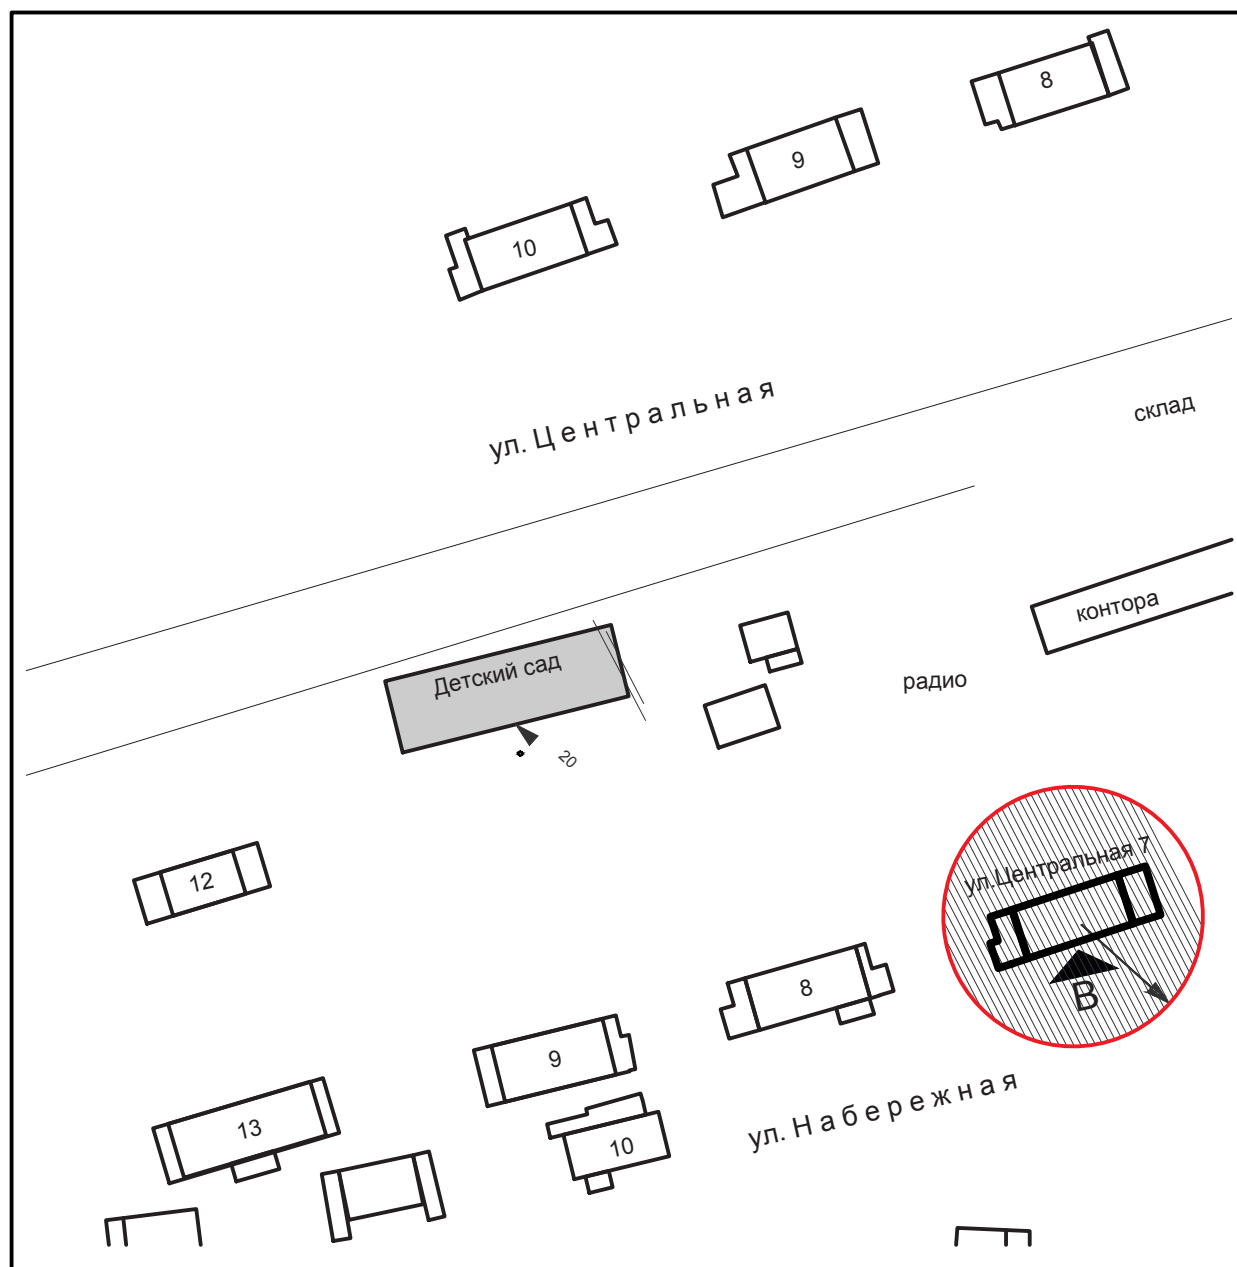 8
9
10
ул. Центральная
склад
контора
Детский сад
радио
20
ул.Центральная 7
12
В
8
9
ул. Набережная
13
10